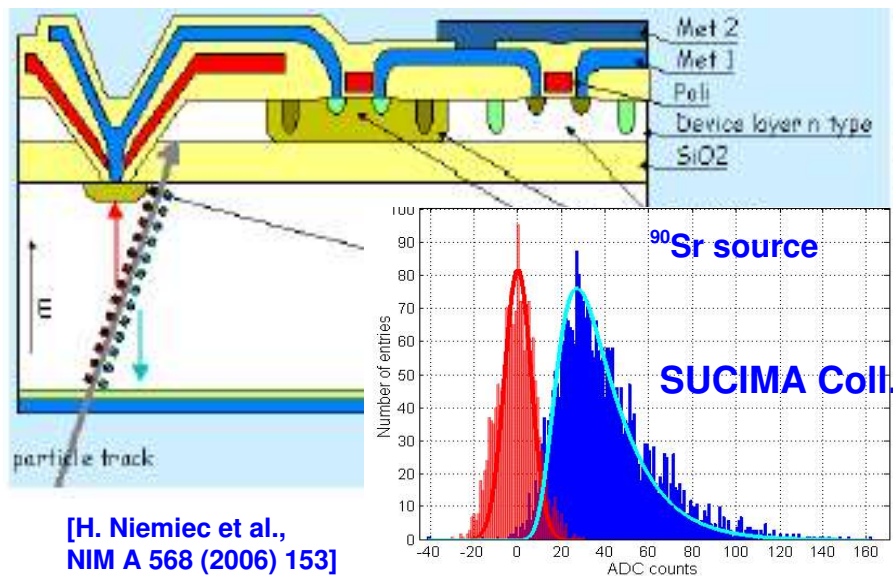 Met 2
Met 1
Poli
Device layer n type
SiO2
E
particle track
[H. Niemiec et al.,
NIM A 568 (2006) 153]
90Sr source
SUCIMA Coll.
Number of entries
100
90
80
70
60
50
40
30
20
10
0
-40 -20 0 20 40 60 80 100 120 140 160
ADC counts